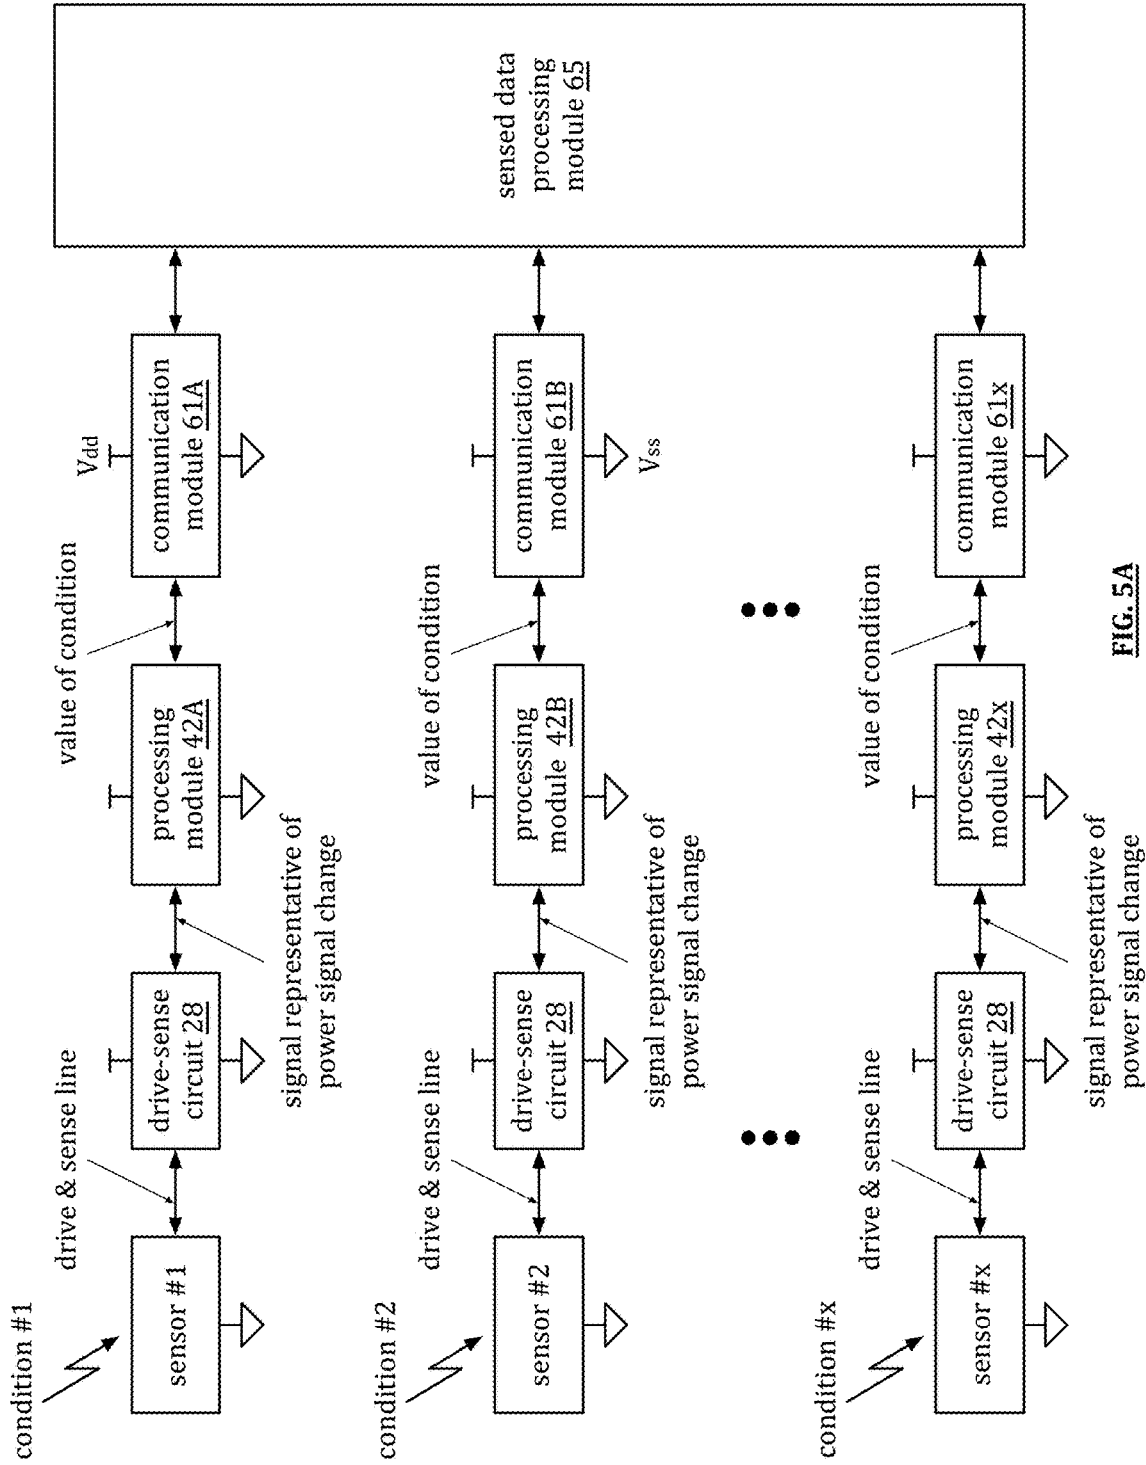 condition #1
sensor #1
drive & sense line
drive-sense
circuit 28
signal representative of
power signal change
processing
module 42A
value of condition
Vdd
communication
module 61A
condition #2
sensor #2
drive & sense line
drive-sense
circuit 28
signal representative of
power signal change
processing
module 42B
value of condition
communication
module 61B
Vss
condition #x
sensor #x
drive & sense line
drive-sense
circuit 28
signal representative of
power signal change
processing
module 42x
value of condition
communication
module 61x
sensed data
processing
module 65
FIG. 5A